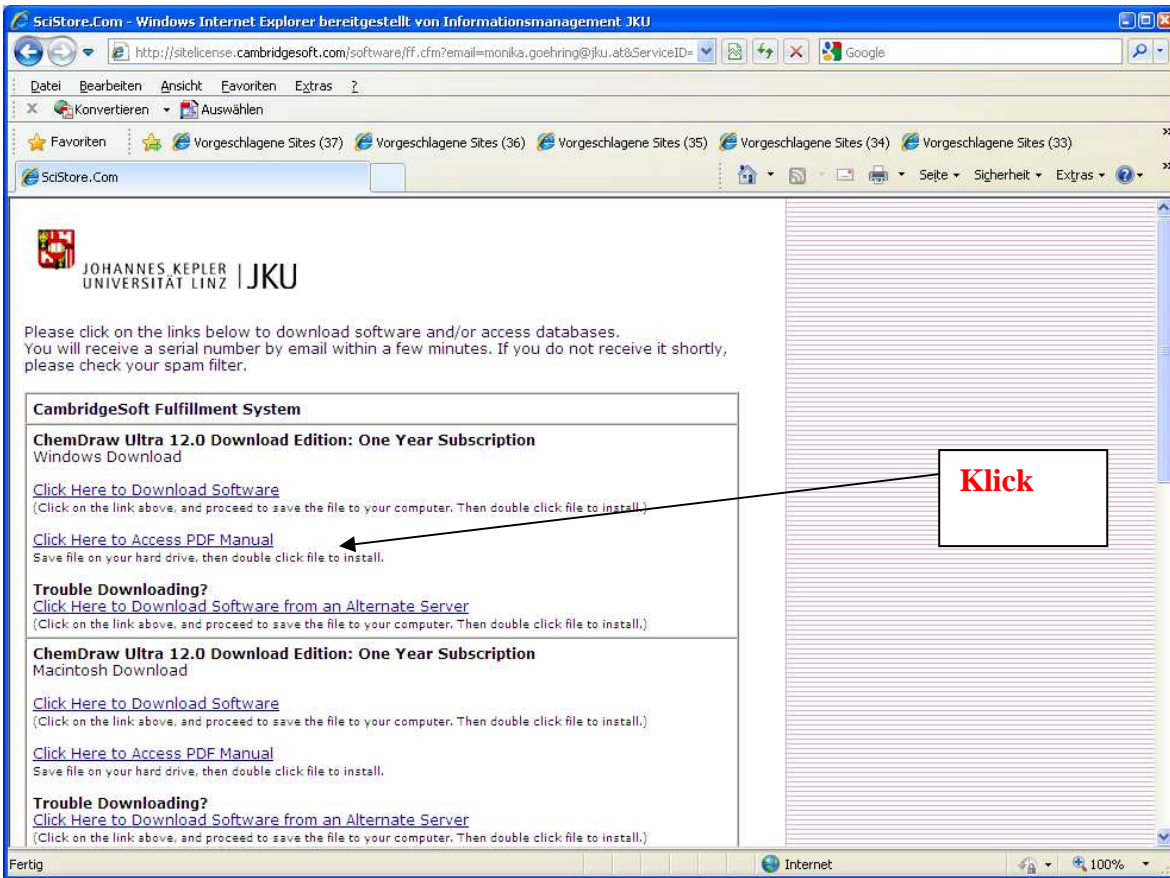 SciStore.Com - Windows Internet Explorer bereitgestellt von Informationsmanagement JKU
http://sitelicense.cambridgesoft.com/software/ff.cfm?email=monika.goehring@jku.at&ServiceID=
Google
Datei Bearbeiten Ansicht Favoriten Extras ?
Konvertieren Auswählen
Favoriten Vorgeschlagene Sites (37) Vorgeschlagene Sites (36) Vorgeschlagene Sites (35) Vorgeschlagene Sites (34) Vorgeschlagene Sites (33)
SciStore.Com Seite Sicherheit Extras
JOHANNES KEPLER
UNIVERSITÄT LINZ | JKU
Please click on the links below to download software and/or access databases.
You will receive a serial number by email within a few minutes. If you do not receive it shortly,
please check your spam filter.
CambridgeSoft Fulfillment System
ChemDraw Ultra 12.0 Download Edition: One Year Subscription
Windows Download
Click Here to Download Software
(Click on the link above, and proceed to save the file to your computer. Then double click file to install.)
Klick
Click Here to Access PDF Manual
Save file on your hard drive, then double click file to install.
Trouble Downloading?
Click Here to Download Software from an Alternate Server
(Click on the link above, and proceed to save the file to your computer. Then double click file to install.)
ChemDraw Ultra 12.0 Download Edition: One Year Subscription
Macintosh Download
Click Here to Download Software
(Click on the link above, and proceed to save the file to your computer. Then double click file to install.)
Click Here to Access PDF Manual
Save file on your hard drive, then double click file to install.
Trouble Downloading?
Click Here to Download Software from an Alternate Server
(Click on the link above, and proceed to save the file to your computer. Then double click file to install.)
Fertig Internet 100%